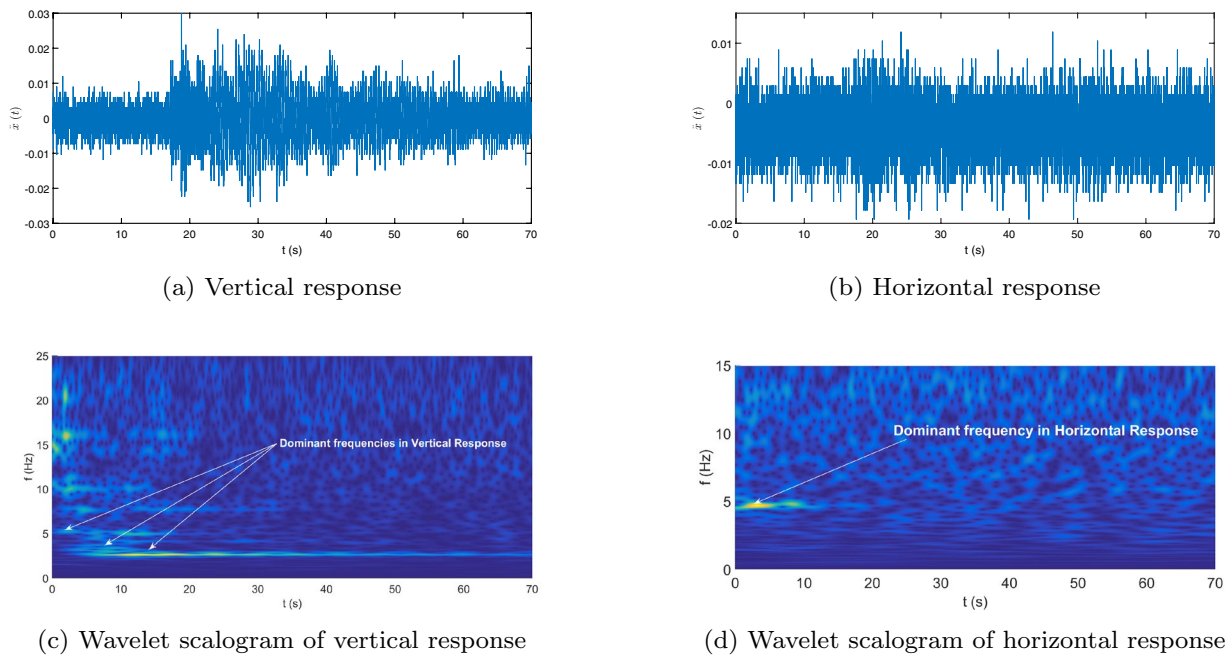 0.03
0.02
0.01
0
-0.01
-0.02
-0.03
ẍ (t)
0 10 20 30 40 50 60 70
t (s)
(a) Vertical response
0.01
0
-0.01
-0.02
ẍ (t)
0 10 20 30 40 50 60 70
t (s)
(b) Horizontal response
25
20
15
10
5
0
f (Hz)
Dominant frequencies in Vertical Response
0 10 20 30 40 50 60 70
t (s)
(c) Wavelet scalogram of vertical response
15
10
5
0
f (Hz)
Dominant frequency in Horizontal Response
0 10 20 30 40 50 60 70
t (s)
(d) Wavelet scalogram of horizontal response